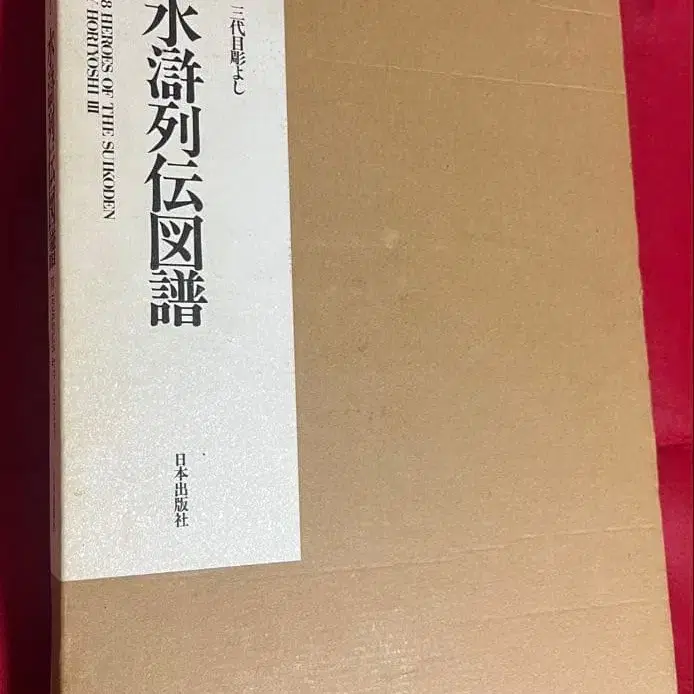 三代目彫よし
水滸列伝図譜
8 HEROES OF THE SUIKODEN
Y HORIYOSHI III
日本出版社